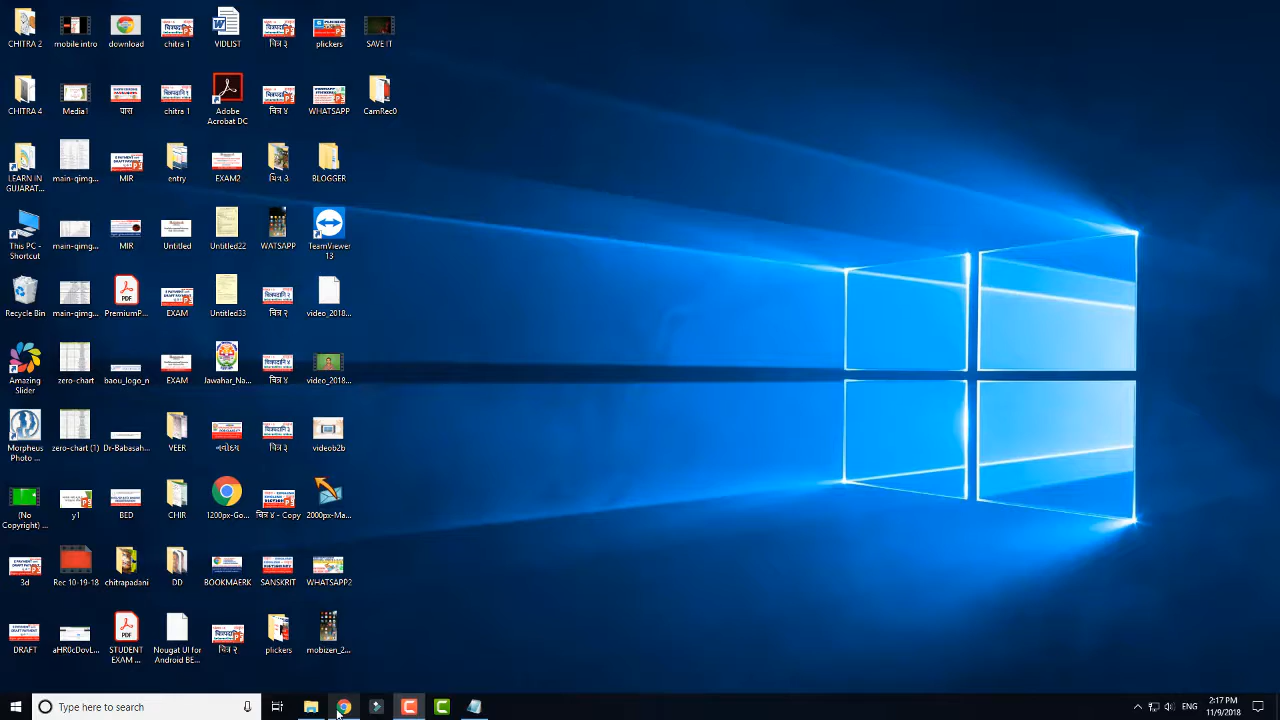 CHITRA 2
mobile intro
download
chitra 1
VIDLIST
चित्र ३
plickers
SAVE IT
CHITRA 4
Media1
पारा
chitra 1
Adobe
Acrobat DC
चित्र ४
WHATSAPP
CamRec0
LEARN IN
GUJARAT...
main-qimg...
MIR
entry
EXAM2
चित्र 3
BLOGGER
This PC -
Shortcut
main-qimg...
MIR
Untitled
Untitled22
WATSAPP
TeamViewer
13
Recycle Bin
main-qimg...
PDF
PremiumP...
EXAM
Untitled33
चित्र २
video_2018...
Amazing
Slider
zero-chart
baou_logo_n
EXAM
Jawahar_Na...
चित्र ४
video_2018...
Morpheus
Photo ...
zero-chart (1)
Dr-Babasah...
VEER
નવોદય
चित्र ३
videob2b
(No
Copyright) ...
y1
BED
CHIR
1200px-Go...
चित्र ४ - Copy
2000px-Ma...
3d
Rec 10-19-18
chitrapadani
DD
BOOKMAERK
SANSKRIT
WHATSAPP2
DRAFT
aHR0cDovL...
PDF
STUDENT
EXAM ...
Nougat UI for
Android BE...
चित्र २
plickers
mobizen_2...
Type here to search
ENG
2:17 PM
11/9/2018